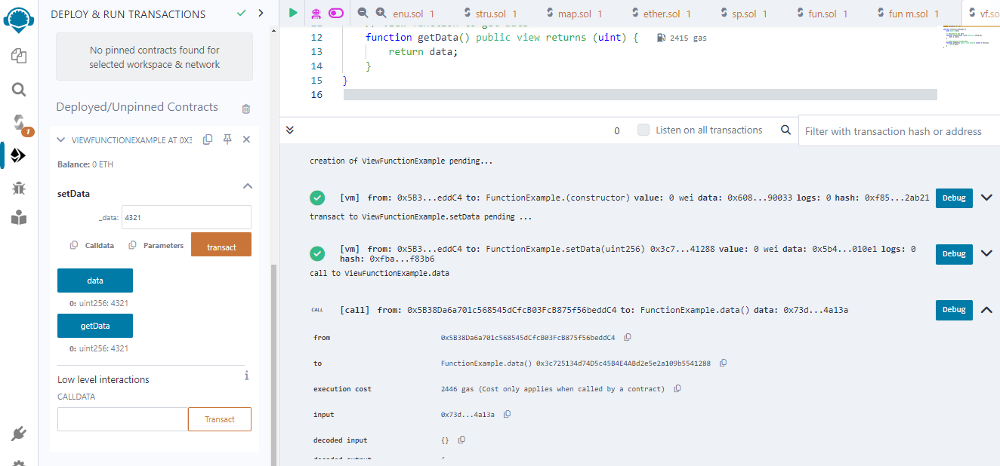 DEPLOY & RUN TRANSACTIONS
No pinned contracts found for
selected workspace & network
Deployed/Unpinned Contracts
1
VIEWFUNCTIONEXAMPLE AT 0X3
Balance: 0 ETH
setData
_data: 4321
Calldata Parameters transact
data
0: uint256: 4321
getData
0: uint256: 4321
Low level interactions i
CALLDATA
Transact
enu.sol 1 stru.sol 1 map.sol 1 ether.sol 1 sp.sol 1 fun.sol 1 fun m.sol 1 vf.so
12 function getData() public view returns (uint) { 2415 gas
13 return data;
14 }
15 }
16
0 Listen on all transactions Filter with transaction hash or address
creation of ViewFunctionExample pending...
[vm] from: 0x5B3...eddC4 to: FunctionExample.(constructor) value: 0 wei data: 0x608...90033 logs: 0 hash: 0xf85...2ab21 Debug
transact to ViewFunctionExample.setData pending ...
[vm] from: 0x5B3...eddC4 to: FunctionExample.setData(uint256) 0x3c7...41288 value: 0 wei data: 0x5b4...010e1 logs: 0
hash: 0xfba...f83b6 Debug
call to ViewFunctionExample.data
CALL [call] from: 0x5B38Da6a701c568545dCfcB03FcB875f56beddC4 to: FunctionExample.data() data: 0x73d...4a13a Debug
from 0x5B38Da6a701c568545dCfcB03FcB875f56beddC4
to FunctionExample.data() 0x3c725134d74D5c45B4E4ABd2e5e2a109b5541288
execution cost 2446 gas (Cost only applies when called by a contract)
input 0x73d...4a13a
decoded input {}
decoded output {